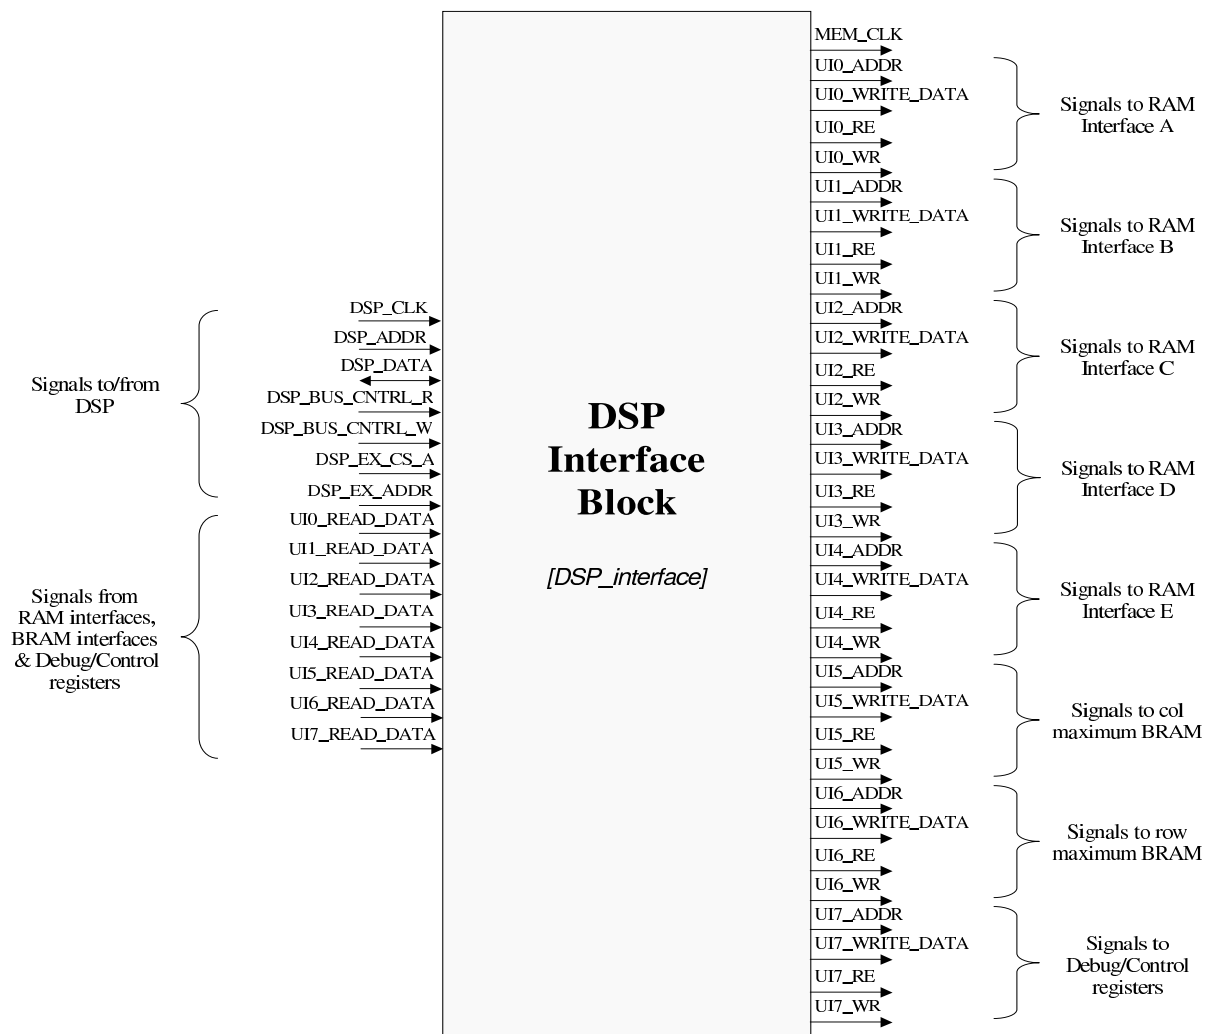 Signals to/from
DSP
Signals from
RAM interfaces,
BRAM interfaces
& Debug/Control
registers
DSP_CLK
DSP_ADDR
DSP_DATA
DSP_BUS_CNTRL_R
DSP_BUS_CNTRL_W
DSP_EX_CS_A
DSP_EX_ADDR
UI0_READ_DATA
UI1_READ_DATA
UI2_READ_DATA
UI3_READ_DATA
UI4_READ_DATA
UI5_READ_DATA
UI6_READ_DATA
UI7_READ_DATA
DSP
Interface
Block
[DSP_interface]
MEM_CLK
UI0_ADDR
UI0_WRITE_DATA
UI0_RE
UI0_WR
UI1_ADDR
UI1_WRITE_DATA
UI1_RE
UI1_WR
UI2_ADDR
UI2_WRITE_DATA
UI2_RE
UI2_WR
UI3_ADDR
UI3_WRITE_DATA
UI3_RE
UI3_WR
UI4_ADDR
UI4_WRITE_DATA
UI4_RE
UI4_WR
UI5_ADDR
UI5_WRITE_DATA
UI5_RE
UI5_WR
UI6_ADDR
UI6_WRITE_DATA
UI6_RE
UI6_WR
UI7_ADDR
UI7_WRITE_DATA
UI7_RE
UI7_WR
Signals to RAM
Interface A
Signals to RAM
Interface B
Signals to RAM
Interface C
Signals to RAM
Interface D
Signals to RAM
Interface E
Signals to col
maximum BRAM
Signals to row
maximum BRAM
Signals to
Debug/Control
registers